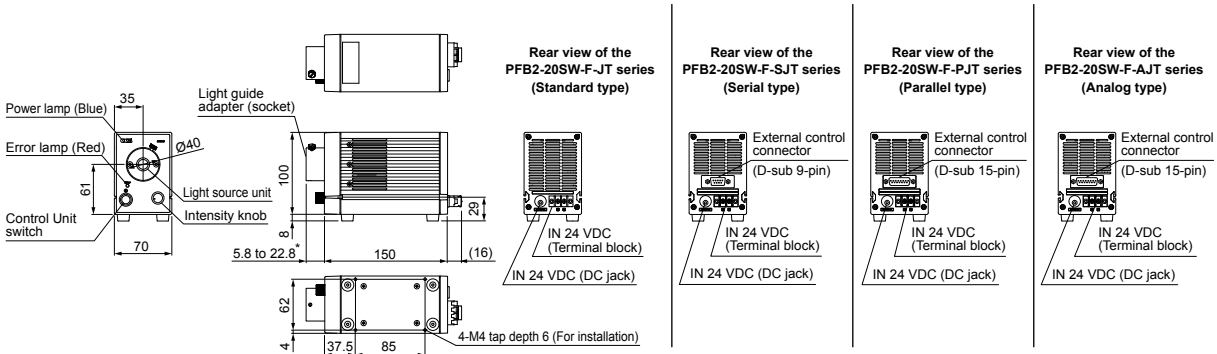 Power lamp (Blue)
35
Error lamp (Red)
Ø40
61
Light source unit
Intensity knob
Control Unit
switch
70
Light guide
adapter (socket)
100
8
29
5.8 to 22.8*
150
(16)
62
4
37.5
85
4-M4 tap depth 6 (For installation)
Rear view of the
PFB2-20SW-F-JT series
(Standard type)
IN 24 VDC
(Terminal block)
IN 24 VDC (DC jack)
Rear view of the
PFB2-20SW-F-SJT series
(Serial type)
External control
connector
(D-sub 9-pin)
IN 24 VDC
(Terminal block)
IN 24 VDC (DC jack)
Rear view of the
PFB2-20SW-F-PJT series
(Parallel type)
External control
connector
(D-sub 15-pin)
IN 24 VDC
(Terminal block)
IN 24 VDC (DC jack)
Rear view of the
PFB2-20SW-F-AJT series
(Analog type)
External control
connector
(D-sub 15-pin)
IN 24 VDC
(Terminal block)
IN 24 VDC (DC jack)